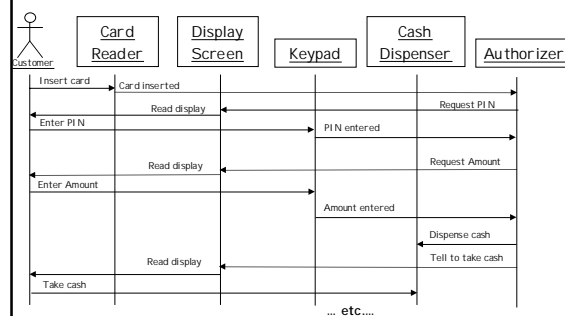 Customer
Card
Reader
Display
Screen
Keypad
Cash
Dispenser
Authorizer
Insert card
Card inserted
Request PIN
Read display
Enter PIN
PIN entered
Request Amount
Read display
Enter Amount
Amount entered
Dispense cash
Tell to take cash
Read display
Take cash
... etc....